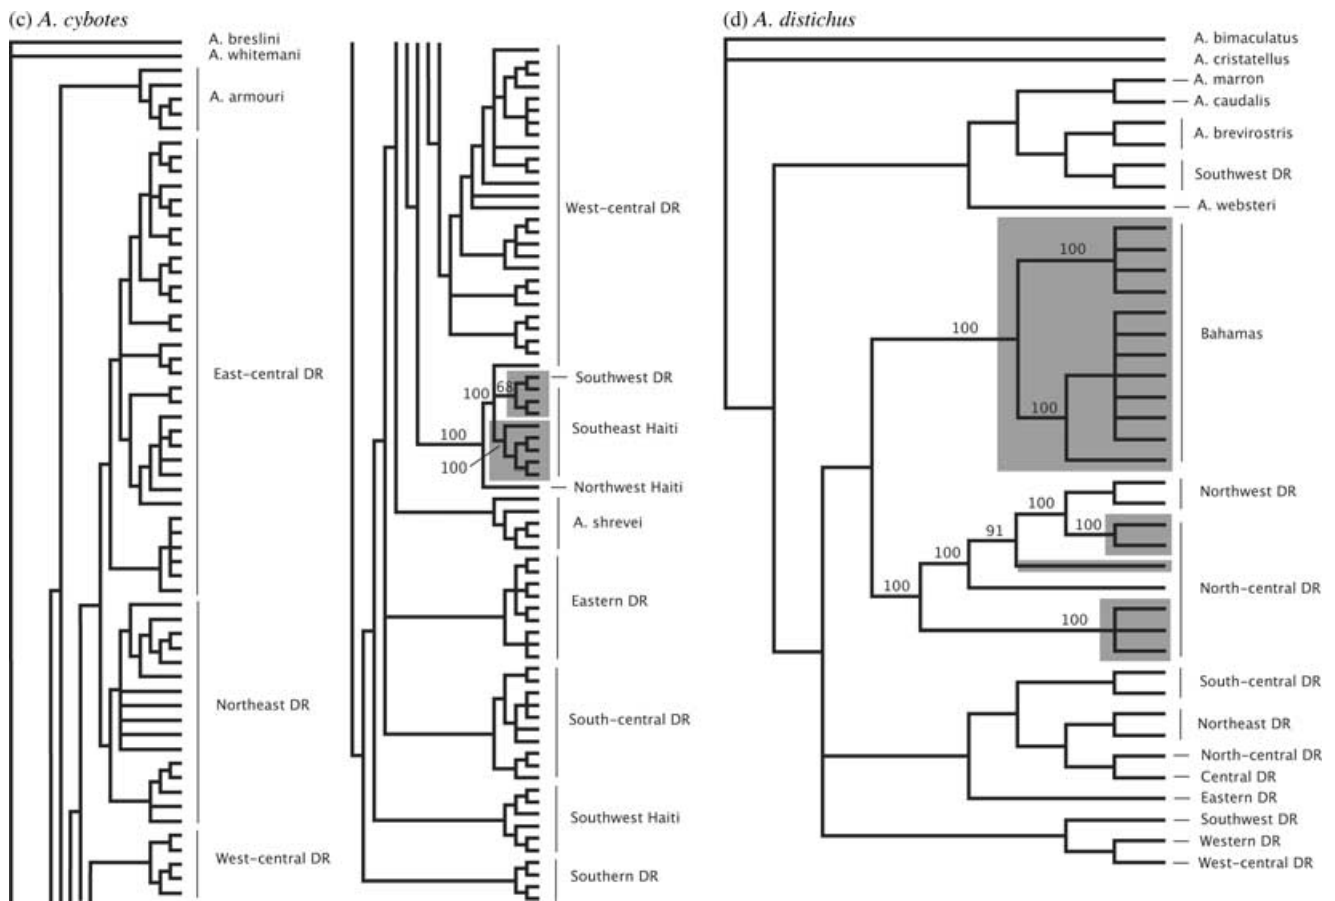 (c) A. cybotes
A. breslini
A. whitemani
A. armouri
East-central DR
Northeast DR
West-central DR
West-central DR
Southwest DR
68
100
Southeast Haiti
100
100
Northwest Haiti
A. shrevei
Eastern DR
South-central DR
Southwest Haiti
Southern DR
(d) A. distichus
A. bimaculatus
A. cristatellus
A. marron
A. caudalis
A. brevirostris
Southwest DR
A. websteri
100
100
Bahamas
100
Northwest DR
100
100
91
100
100
North-central DR
100
South-central DR
Northeast DR
North-central DR
Central DR
Eastern DR
Southwest DR
Western DR
West-central DR